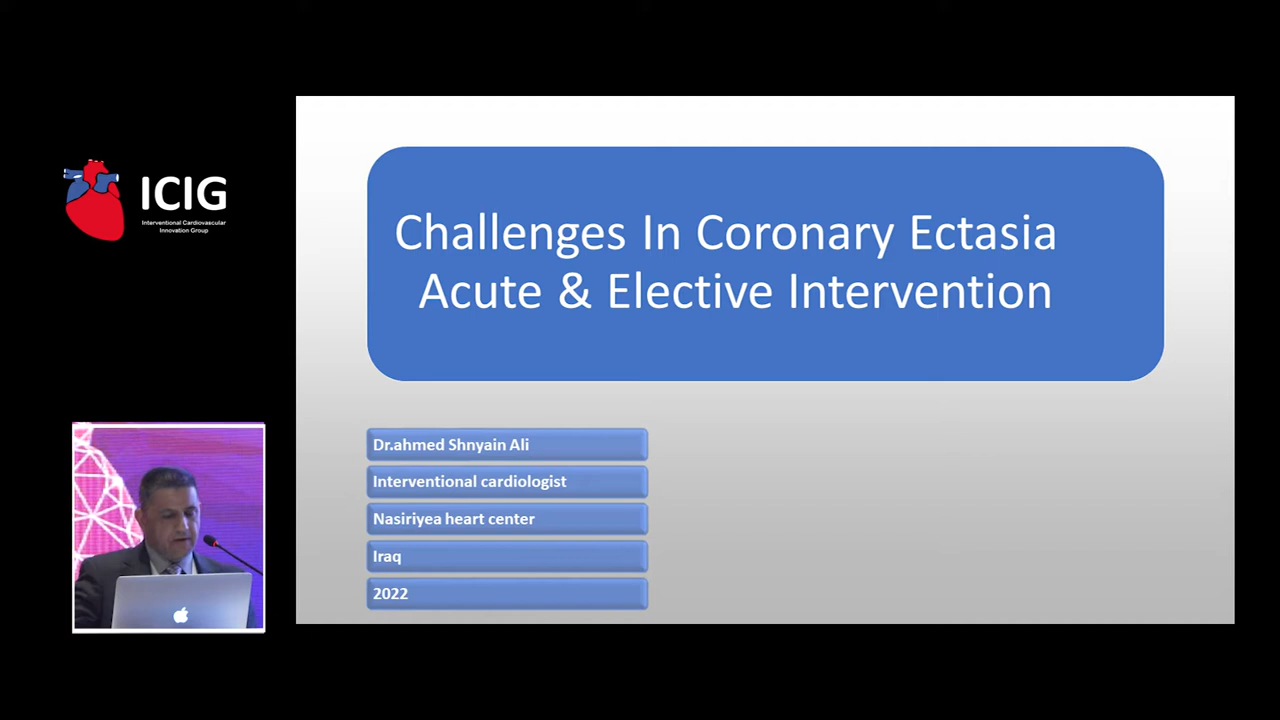 ICIG
Interventional Cardiovascular
Innovation Group
Challenges In Coronary Ectasia
Acute & Elective Intervention
Dr.ahmed Shnyain Ali
Interventional cardiologist
Nasiriyea heart center
Iraq
2022